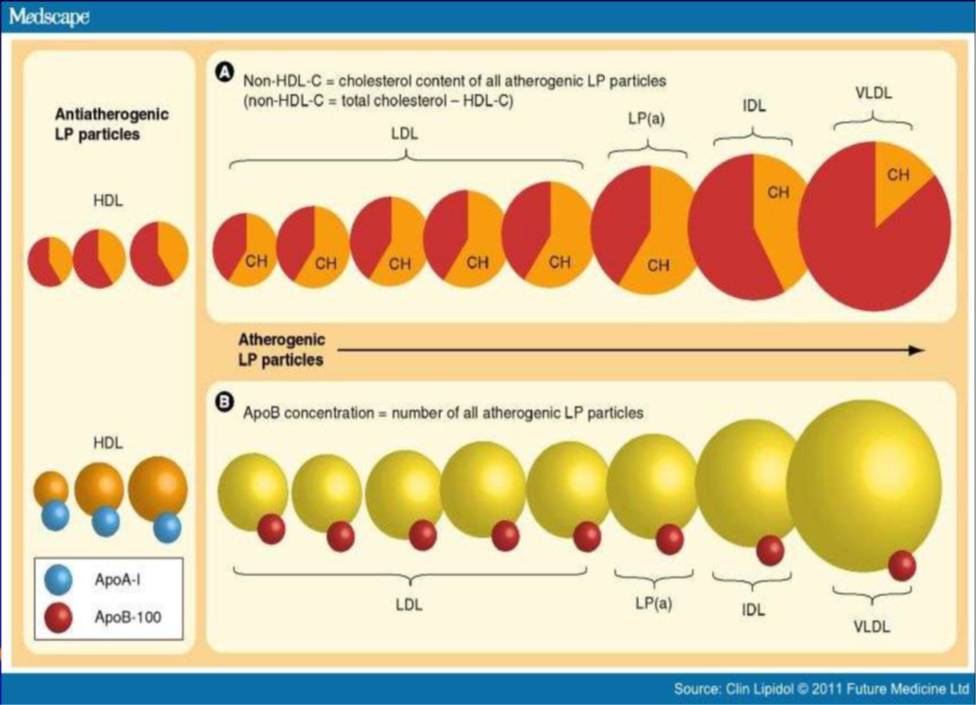 Medscape
Antiatherogenic
LP particles
HDL
A
Non-HDL-C = cholesterol content of all atherogenic LP particles
(non-HDL-C = total cholesterol – HDL-C)
LDL
LP(a)
IDL
VLDL
CH
CH
CH
CH
CH
CH
CH
CH
Atherogenic
LP particles
B
ApoB concentration = number of all atherogenic LP particles
HDL
ApoA-I
ApoB-100
LDL
LP(a)
IDL
VLDL
Source: Clin Lipidol © 2011 Future Medicine Ltd